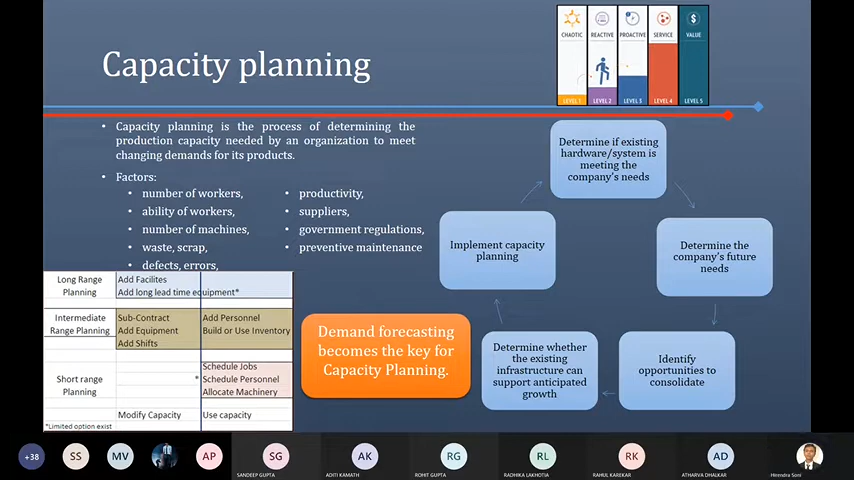 Capacity planning
CHAOTIC
REACTIVE
PROACTIVE
SERVICE
VALUE
$
LEVEL 1
LEVEL 2
LEVEL 3
LEVEL 4
LEVEL 5
• Capacity planning is the process of determining the
production capacity needed by an organization to meet
changing demands for its products.
• Factors:
• number of workers,
• ability of workers,
• number of machines,
• waste, scrap,
• defects, errors,
• productivity,
• suppliers,
• government regulations,
• preventive maintenance
Determine if existing
hardware/system is
meeting the
company's needs
Determine the
company's future
needs
Identify
opportunities to
consolidate
Determine whether
the existing
infrastructure can
support anticipated
growth
Implement capacity
planning
Long Range
Planning
Add Facilites
Add long lead time equipment*
Intermediate
Range Planning
Sub-Contract
Add Equipment
Add Shifts
Add Personnel
Build or Use Inventory
Short range
Planning
*
Schedule Jobs
Schedule Personnel
Allocate Machinery
Modify Capacity
Use capacity
*Limited option exist
Demand forecasting
becomes the key for
Capacity Planning.
+38
SS
MV
AP
SG
SANDEEP GUPTA
AK
ADITI KAMATH
RG
ROHIT GUPTA
RL
RADHIKA LAKHOTIA
RK
RAHUL KAREKAR
AD
ATHARVA DHALKAR
Hirendra Soni